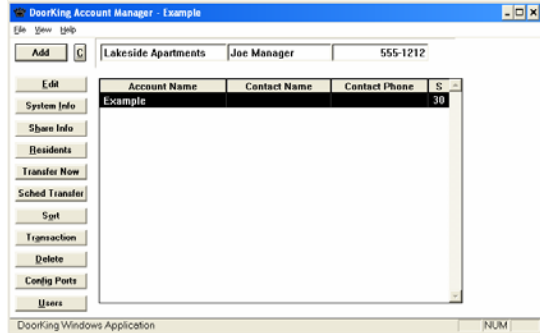 DoorKing Account Manager - Example
File View Help
Add C Lakeside Apartments Joe Manager 555-1212
Edit
System Info
Share Info
Residents
Transfer Now
Sched Transfer
Sort
Transaction
Delete
Config Ports
Users
Account Name Contact Name Contact Phone S
Example 30
DoorKing Windows Application NUM